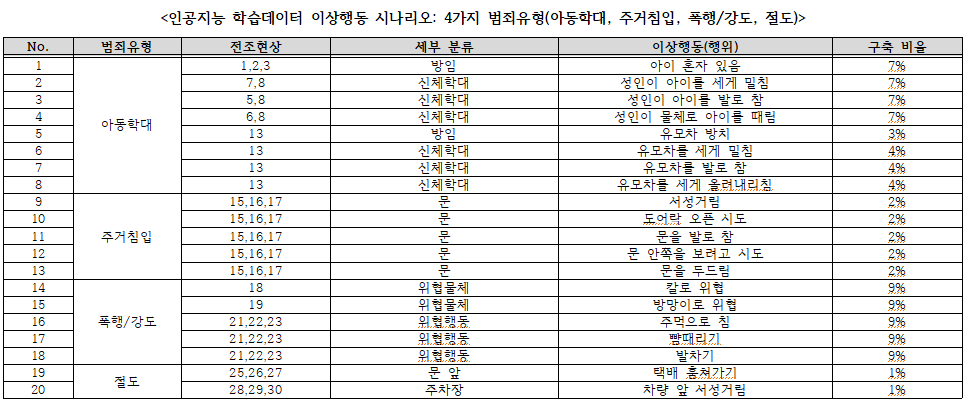 <인공지능 학습데이터 이상행동 시나리오: 4가지 범죄유형(아동학대, 주거침입, 폭행/강도, 절도)>
No. 범죄유형 전조현상 세부 분류 이상행동(행위) 구축 비율
1 아동학대 1,2,3 방임 아이 혼자 있음 7%
2 7,8 신체학대 성인이 아이를 세게 밀침 7%
3 5,8 신체학대 성인이 아이를 발로 참 7%
4 6,8 신체학대 성인이 물체로 아이를 때림 7%
5 13 방임 유모차 방치 3%
6 13 신체학대 유모차를 세게 밀침 4%
7 13 신체학대 유모차를 발로 참 4%
8 13 신체학대 유모차를 세게 올려내리침 4%
9 주거침입 15,16,17 문 서성거림 2%
10 15,16,17 문 도어락 오픈 시도 2%
11 15,16,17 문 문을 발로 참 2%
12 15,16,17 문 문 안쪽을 보려고 시도 2%
13 15,16,17 문 문을 두드림 2%
14 폭행/강도 18 위협물체 칼로 위협 9%
15 19 위협물체 방망이로 위협 9%
16 21,22,23 위협행동 주먹으로 침 9%
17 21,22,23 위협행동 뺨때리기 9%
18 21,22,23 위협행동 발차기 9%
19 절도 25,26,27 문 앞 택배 훔쳐가기 1%
20 28,29,30 주차장 차량 앞 서성거림 1%